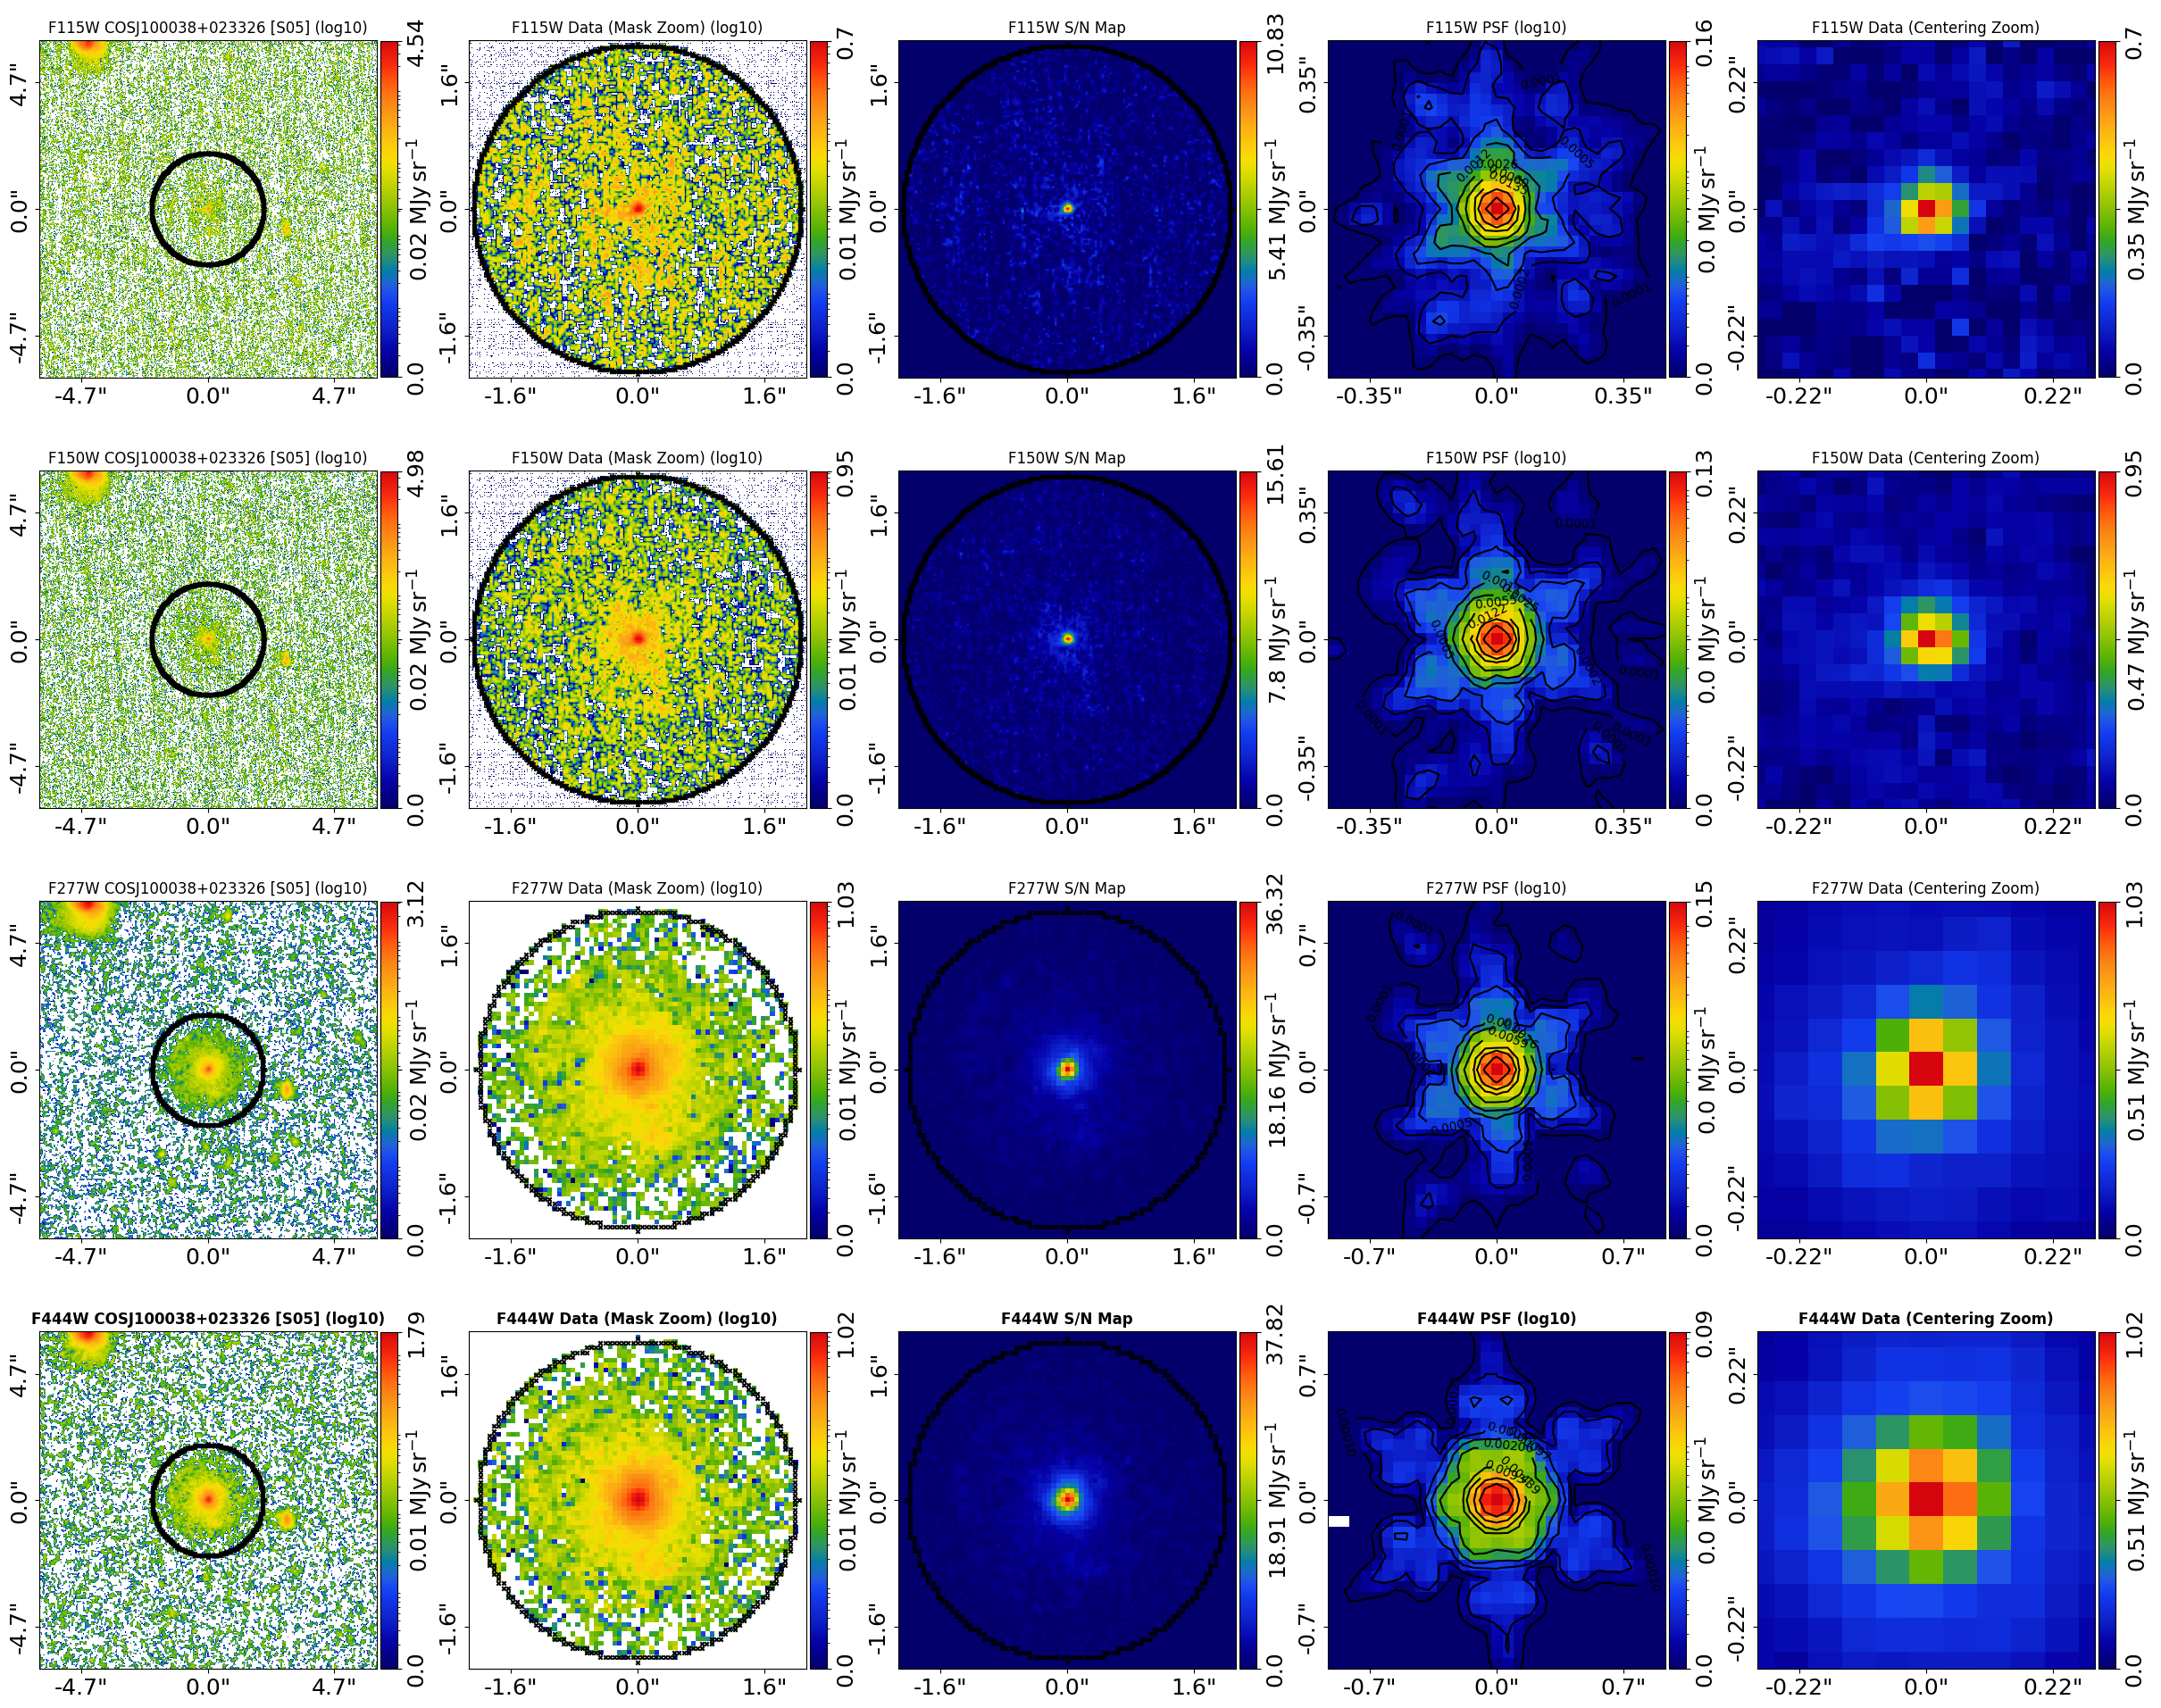 F115W COSJ100038+023326 [S05] (log10)
4.7"
0.0"
-4.7"
-4.7" 0.0" 4.7"
4.54
0.02 MJy sr−1
0.0
F115W Data (Mask Zoom) (log10)
1.6"
0.0"
-1.6"
-1.6" 0.0" 1.6"
0.7
0.01 MJy sr−1
0.0
F115W S/N Map
1.6"
0.0"
-1.6"
-1.6" 0.0" 1.6"
10.83
5.41 MJy sr−1
0.0
F115W PSF (log10)
0.35"
0.0"
-0.35"
-0.35" 0.0" 0.35"
0.16
0.0 MJy sr−1
0.0
F115W Data (Centering Zoom)
0.22"
0.0"
-0.22"
-0.22" 0.0" 0.22"
0.7
0.35 MJy sr−1
0.0
F150W COSJ100038+023326 [S05] (log10)
4.7"
0.0"
-4.7"
-4.7" 0.0" 4.7"
4.98
0.02 MJy sr−1
0.0
F150W Data (Mask Zoom) (log10)
1.6"
0.0"
-1.6"
-1.6" 0.0" 1.6"
0.95
0.01 MJy sr−1
0.0
F150W S/N Map
1.6"
0.0"
-1.6"
-1.6" 0.0" 1.6"
15.61
7.8 MJy sr−1
0.0
F150W PSF (log10)
0.35"
0.0"
-0.35"
-0.35" 0.0" 0.35"
0.13
0.0 MJy sr−1
0.0
F150W Data (Centering Zoom)
0.22"
0.0"
-0.22"
-0.22" 0.0" 0.22"
0.95
0.47 MJy sr−1
0.0
F277W COSJ100038+023326 [S05] (log10)
4.7"
0.0"
-4.7"
-4.7" 0.0" 4.7"
3.12
0.02 MJy sr−1
0.0
F277W Data (Mask Zoom) (log10)
1.6"
0.0"
-1.6"
-1.6" 0.0" 1.6"
1.03
0.01 MJy sr−1
0.0
F277W S/N Map
1.6"
0.0"
-1.6"
-1.6" 0.0" 1.6"
36.32
18.16 MJy sr−1
0.0
F277W PSF (log10)
0.7"
0.0"
-0.7"
-0.7" 0.0" 0.7"
0.15
0.0 MJy sr−1
0.0
F277W Data (Centering Zoom)
0.22"
0.0"
-0.22"
-0.22" 0.0" 0.22"
1.03
0.51 MJy sr−1
0.0
F444W COSJ100038+023326 [S05] (log10)
4.7"
0.0"
-4.7"
-4.7" 0.0" 4.7"
1.79
0.01 MJy sr−1
0.0
F444W Data (Mask Zoom) (log10)
1.6"
0.0"
-1.6"
-1.6" 0.0" 1.6"
1.02
0.01 MJy sr−1
0.0
F444W S/N Map
1.6"
0.0"
-1.6"
-1.6" 0.0" 1.6"
37.82
18.91 MJy sr−1
0.0
F444W PSF (log10)
0.7"
0.0"
-0.7"
-0.7" 0.0" 0.7"
0.09
0.0 MJy sr−1
0.0
F444W Data (Centering Zoom)
0.22"
0.0"
-0.22"
-0.22" 0.0" 0.22"
1.02
0.51 MJy sr−1
0.0